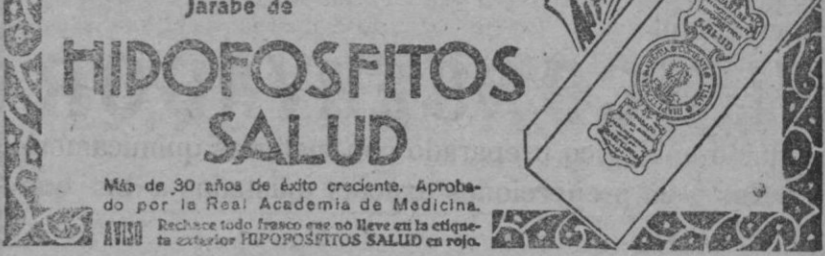 Jarabe de
HIPOFOSFITOS
SALUD
Más de 30 años de éxito creciente. Aproba-
do por la Real Academia de Medicina.
AVISO Rechace todo frasco que no lleve en la etique-
ta exterior HIPOFOSFITOS SALUD en rojo.
SALUD